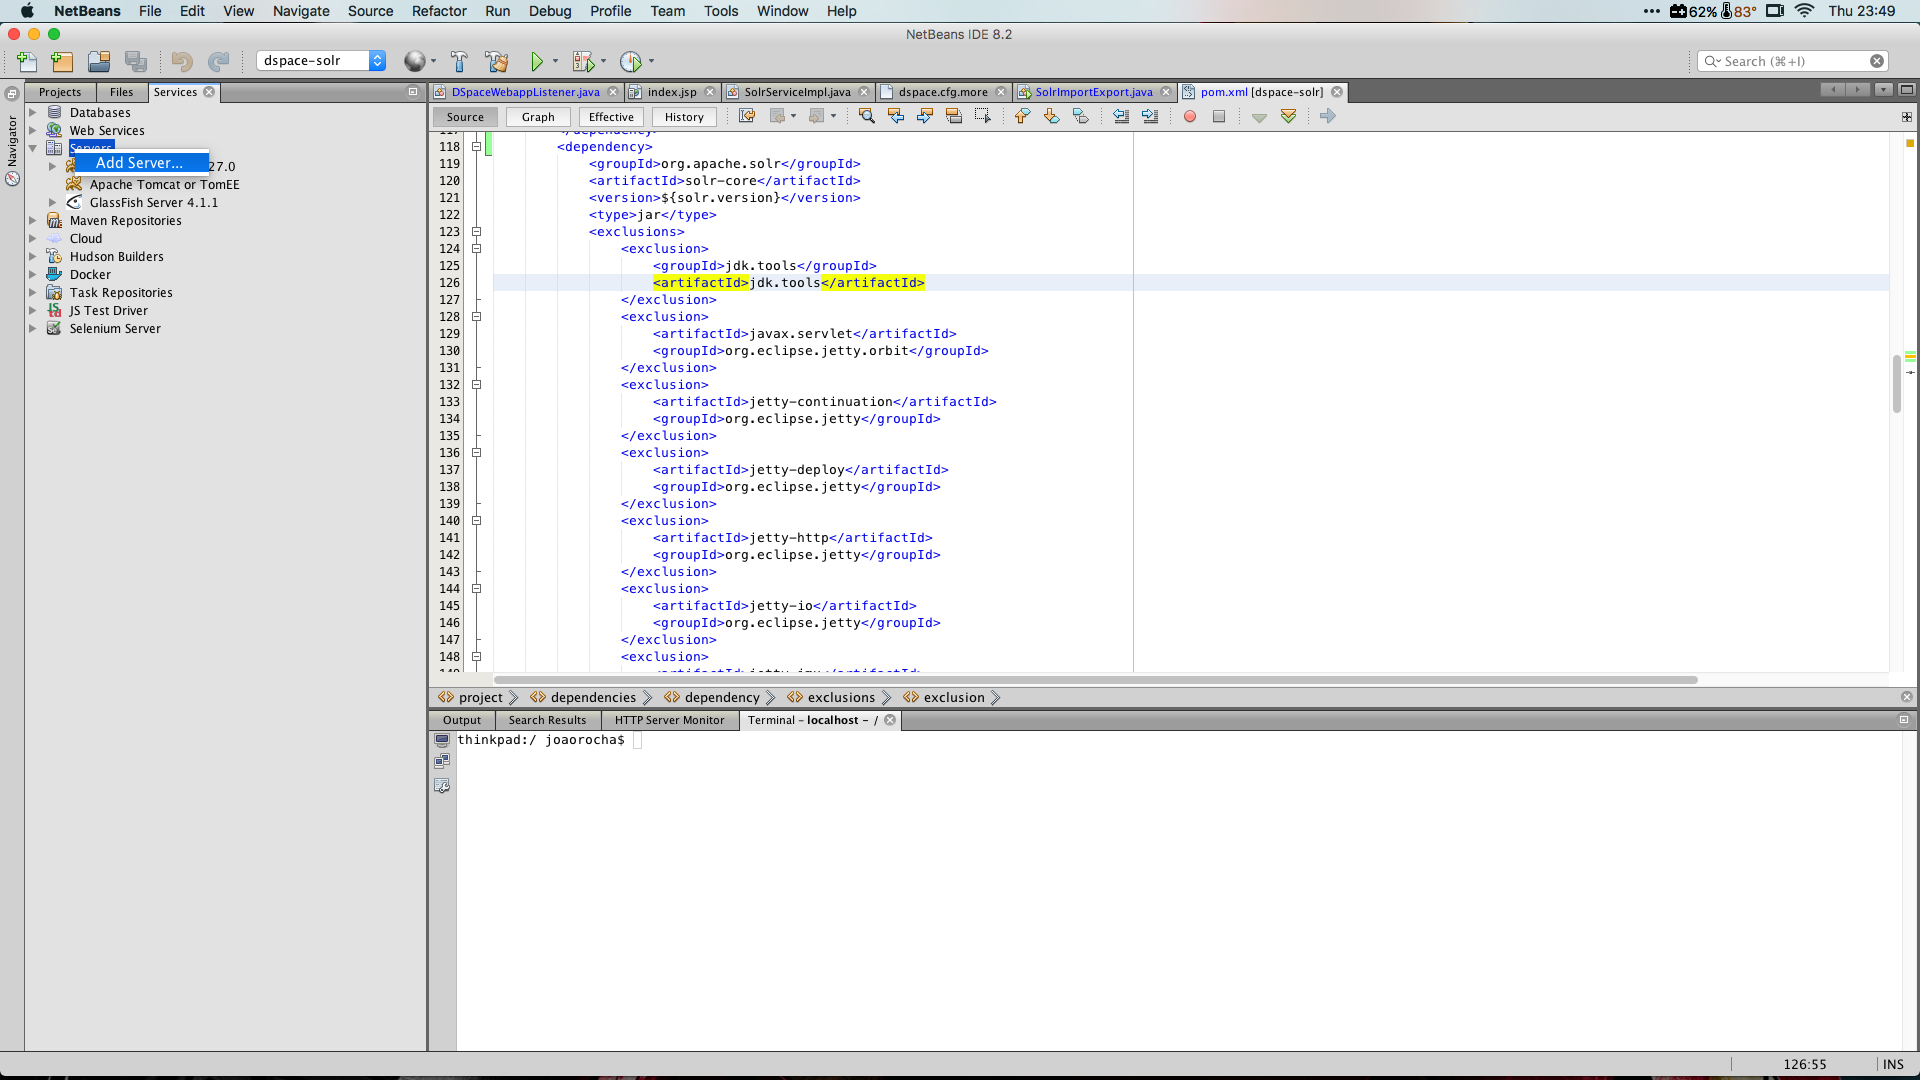 NetBeans File Edit View Navigate Source Refactor Run Debug Profile Team Tools Window Help
62% 83° Thu 23:49
NetBeans IDE 8.2
dspace-solr
Search (⌘+I)
Projects Files Services
DSpaceWebappListener.java index.jsp SolrServiceImpl.java dspace.cfg.more SolrImportExport.java pom.xml [dspace-solr]
Source Graph Effective History
Navigator
Databases
Web Services
Servers
Add Server...
27.0
Apache Tomcat or TomEE
GlassFish Server 4.1.1
Maven Repositories
Cloud
Hudson Builders
Docker
Task Repositories
JS Test Driver
Selenium Server
117 </dependency>
118 <dependency>
119 <groupId>org.apache.solr</groupId>
120 <artifactId>solr-core</artifactId>
121 <version>${solr.version}</version>
122 <type>jar</type>
123 <exclusions>
124 <exclusion>
125 <groupId>jdk.tools</groupId>
126 <artifactId>jdk.tools</artifactId>
127 </exclusion>
128 <exclusion>
129 <artifactId>javax.servlet</artifactId>
130 <groupId>org.eclipse.jetty.orbit</groupId>
131 </exclusion>
132 <exclusion>
133 <artifactId>jetty-continuation</artifactId>
134 <groupId>org.eclipse.jetty</groupId>
135 </exclusion>
136 <exclusion>
137 <artifactId>jetty-deploy</artifactId>
138 <groupId>org.eclipse.jetty</groupId>
139 </exclusion>
140 <exclusion>
141 <artifactId>jetty-http</artifactId>
142 <groupId>org.eclipse.jetty</groupId>
143 </exclusion>
144 <exclusion>
145 <artifactId>jetty-io</artifactId>
146 <groupId>org.eclipse.jetty</groupId>
147 </exclusion>
148 <exclusion>
project dependencies dependency exclusions exclusion
Output Search Results HTTP Server Monitor Terminal - localhost - /
thinkpad:/ joaorocha$
126:55 INS